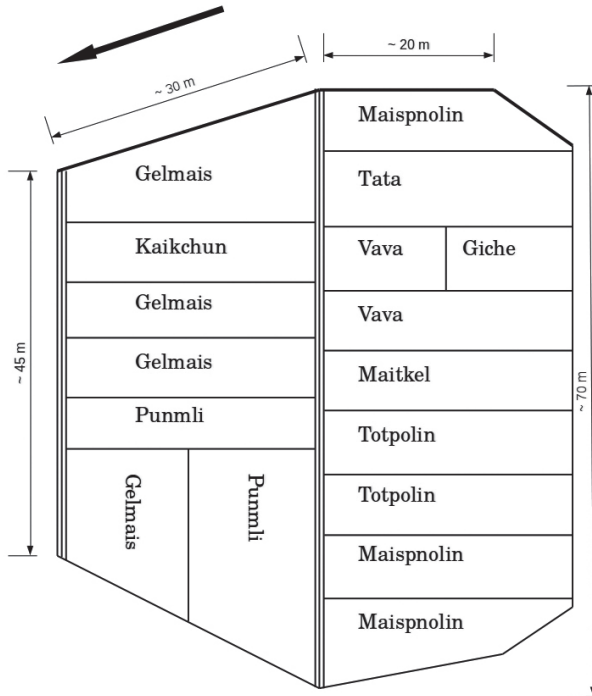 ~ 30 m
~ 20 m
Gelmais
Kaikchun
Gelmais
Gelmais
Punmli
Gelmais
Punmli
~ 45 m
Maispnolin
Tata
Vava
Giche
Vava
Maitkel
Totpolin
Totpolin
Maispnolin
Maispnolin
~ 70 m